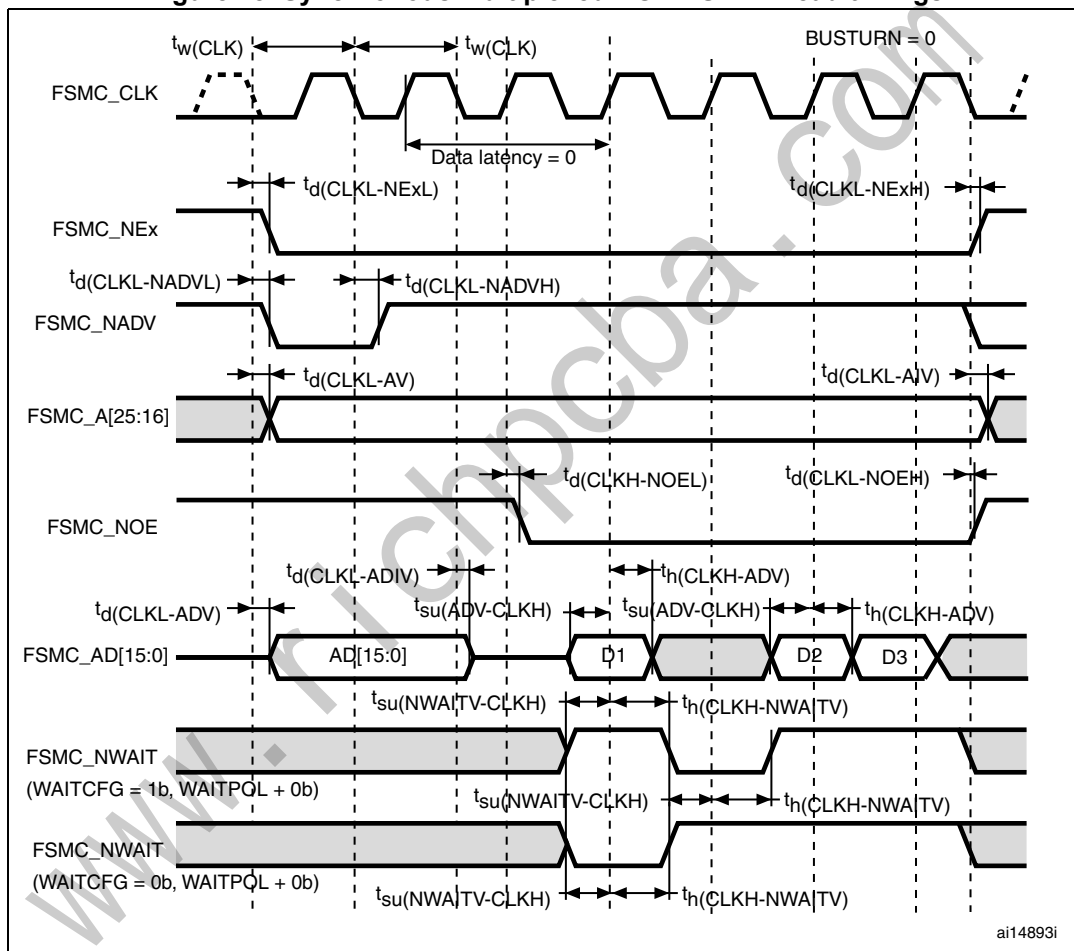 tw(CLK) tw(CLK) BUSTURN = 0
FSMC_CLK
Data latency = 0
td(CLKL-NExL) td(CLKL-NExH)
FSMC_NEx
td(CLKL-NADVL) td(CLKL-NADVH)
FSMC_NADV
td(CLKL-AV) td(CLKL-AIV)
FSMC_A[25:16]
td(CLKH-NOEL) td(CLKL-NOEH)
FSMC_NOE
td(CLKL-ADIV) th(CLKH-ADV)
td(CLKL-ADV) tsu(ADV-CLKH) tsu(ADV-CLKH) th(CLKH-ADV)
FSMC_AD[15:0] AD[15:0] D1 D2 D3
tsu(NWAITV-CLKH) th(CLKH-NWAITV)
FSMC_NWAIT
(WAITCFG = 1b, WAITPOL + 0b)
tsu(NWAITV-CLKH) th(CLKH-NWAITV)
FSMC_NWAIT
(WAITCFG = 0b, WAITPOL + 0b)
tsu(NWAITV-CLKH) th(CLKH-NWAITV)
ai14893i
www.richpcba.com